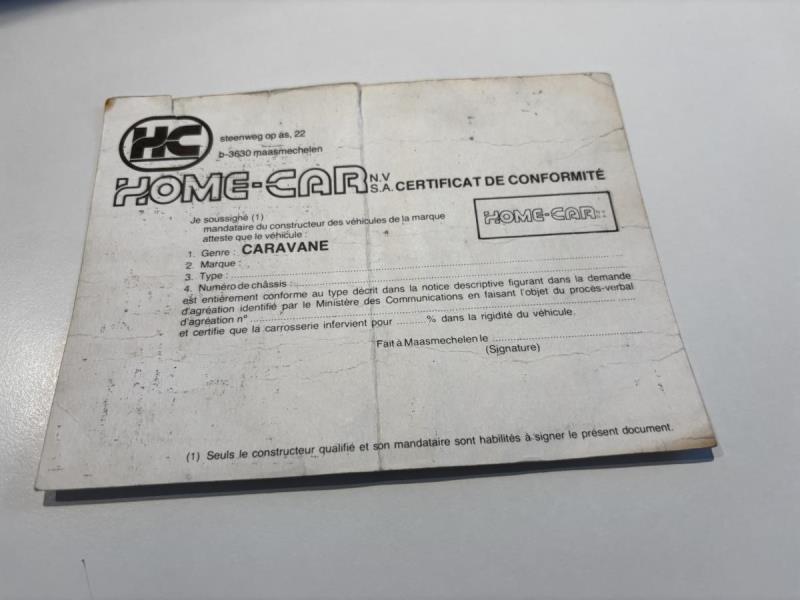 HC
steenweg op as, 22
b-3630 maasmechelen
HOME-CAR N.V
S.A. CERTIFICAT DE CONFORMITÉ
HOME-CAR
Je soussigné (1)
mandataire du constructeur des véhicules de la marque
atteste que le véhicule :
1. Genre : CARAVANE
2. Marque :
3. Type :
4. Numéro de châssis :
est entièrement conforme au type décrit dans la notice descriptive figurant dans la demande
d'agréation identifié par le Ministère des Communications en faisant l'objet du procès-verbal
d'agréation n° ........
et certifie que la carrosserie infervient pour .........% dans la rigidité du véhicule.
Fait à Maasmechelen le ........
(Signature)
(1) Seuls le constructeur qualifié et son mandataire sont habilités à signer le présent document.